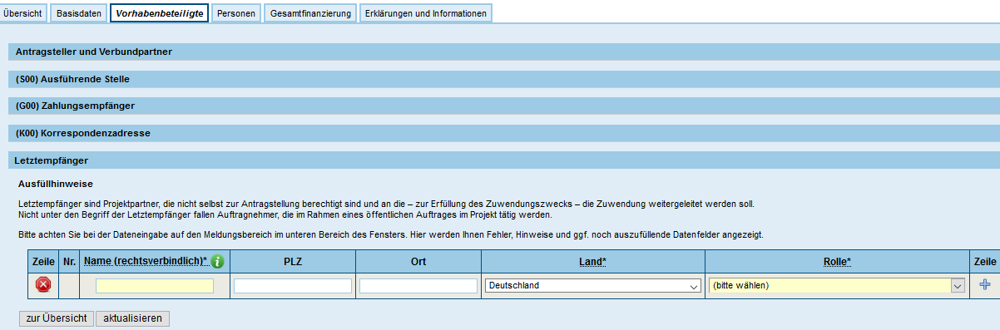 Übersicht Basisdaten Vorhabenbeteiligte Personen Gesamtfinanzierung Erklärungen und Informationen
Antragsteller und Verbundpartner
(S00) Ausführende Stelle
(G00) Zahlungsempfänger
(K00) Korrespondenzadresse
Letztempfänger
Ausfüllhinweise
Letztempfänger sind Projektpartner, die nicht selbst zur Antragstellung berechtigt sind und an die – zur Erfüllung des Zuwendungszwecks – die Zuwendung weitergeleitet werden soll.
Nicht unter den Begriff der Letztempfänger fallen Auftragnehmer, die im Rahmen eines öffentlichen Auftrages im Projekt tätig werden.
Bitte achten Sie bei der Dateneingabe auf den Meldungsbereich im unteren Bereich des Fensters. Hier werden Ihnen Fehler, Hinweise und ggf. noch auszufüllende Datenfelder angezeigt.
Zeile Nr. Name (rechtsverbindlich)* i PLZ Ort Land* Rolle* Zeile
Deutschland (bitte wählen)
zur Übersicht aktualisieren